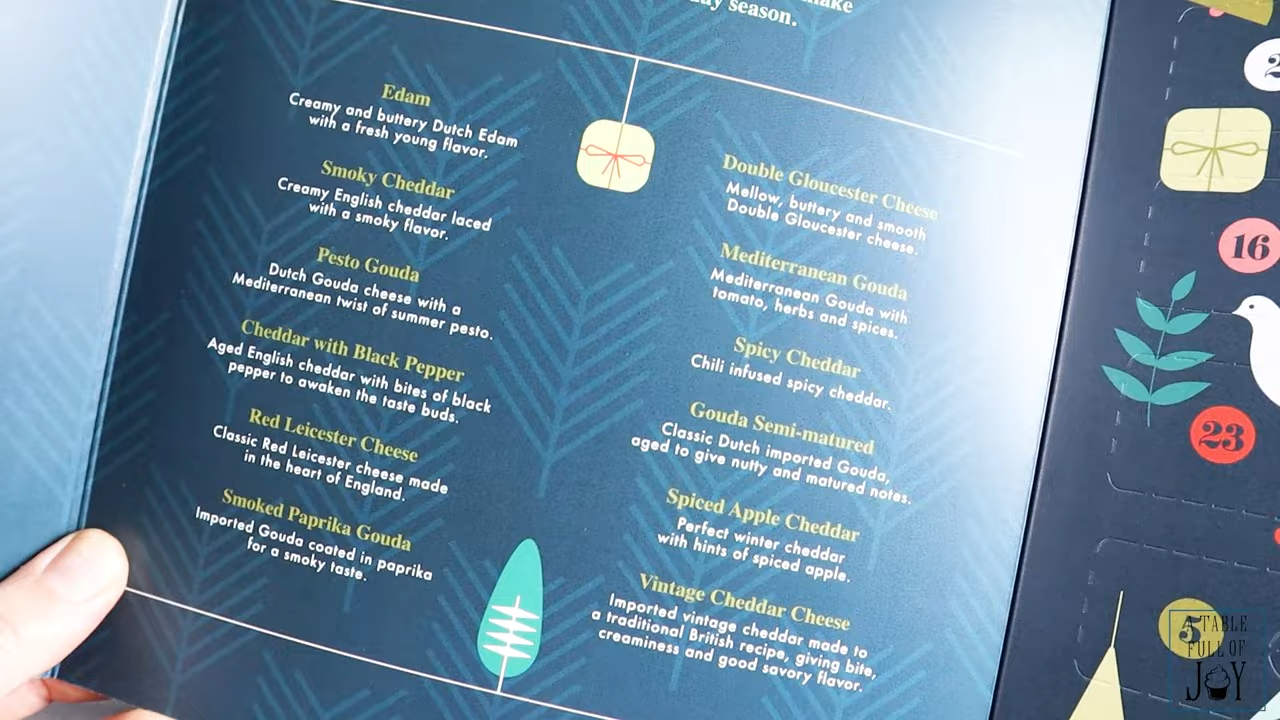 make
season.
Edam
Creamy and buttery Dutch Edam
with a fresh young flavor.
Smoky Cheddar
Creamy English cheddar laced
with a smoky flavor.
Pesto Gouda
Dutch Gouda cheese with a
Mediterranean twist of summer pesto.
Cheddar with Black Pepper
Aged English cheddar with bites of black
pepper to awaken the taste buds.
Red Leicester Cheese
Classic Red Leicester cheese made
in the heart of England.
Smoked Paprika Gouda
Imported Gouda coated in paprika
for a smoky taste.
Double Gloucester Cheese
Mellow, buttery and smooth
Double Gloucester cheese.
Mediterranean Gouda
Mediterranean Gouda with
tomato, herbs and spices.
Spicy Cheddar
Chili infused spicy cheddar.
Gouda Semi-matured
Classic Dutch imported Gouda,
aged to give nutty and matured notes.
Spiced Apple Cheddar
Perfect winter cheddar
with hints of spiced apple.
Vintage Cheddar Cheese
Imported vintage cheddar made to
a traditional British recipe, giving bite,
creaminess and good savory flavor.
16
23
5
A TABLE
FULL OF
JOY